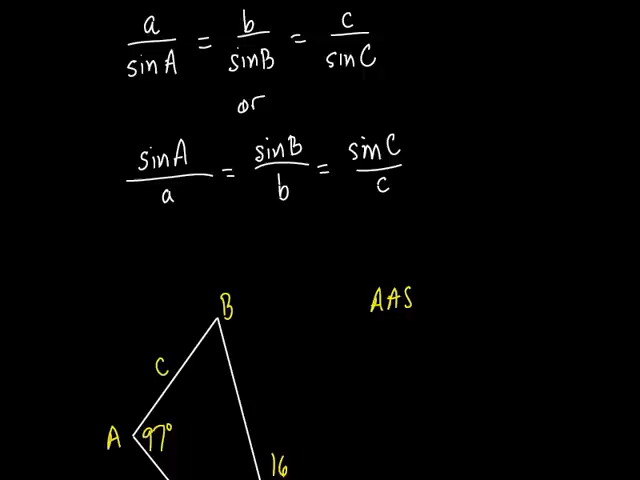 a/sinA = b/sinB = c/sinC
or
sinA/a = sinB/b = sinC/c
B
AAS
C
A 97°
16